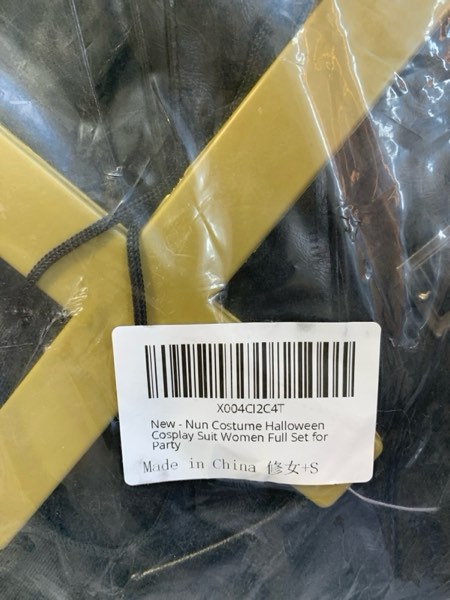 X004CI2C4T
New - Nun Costume Halloween
Cosplay Suit Women Full Set for
Party
Made in China 修女+S